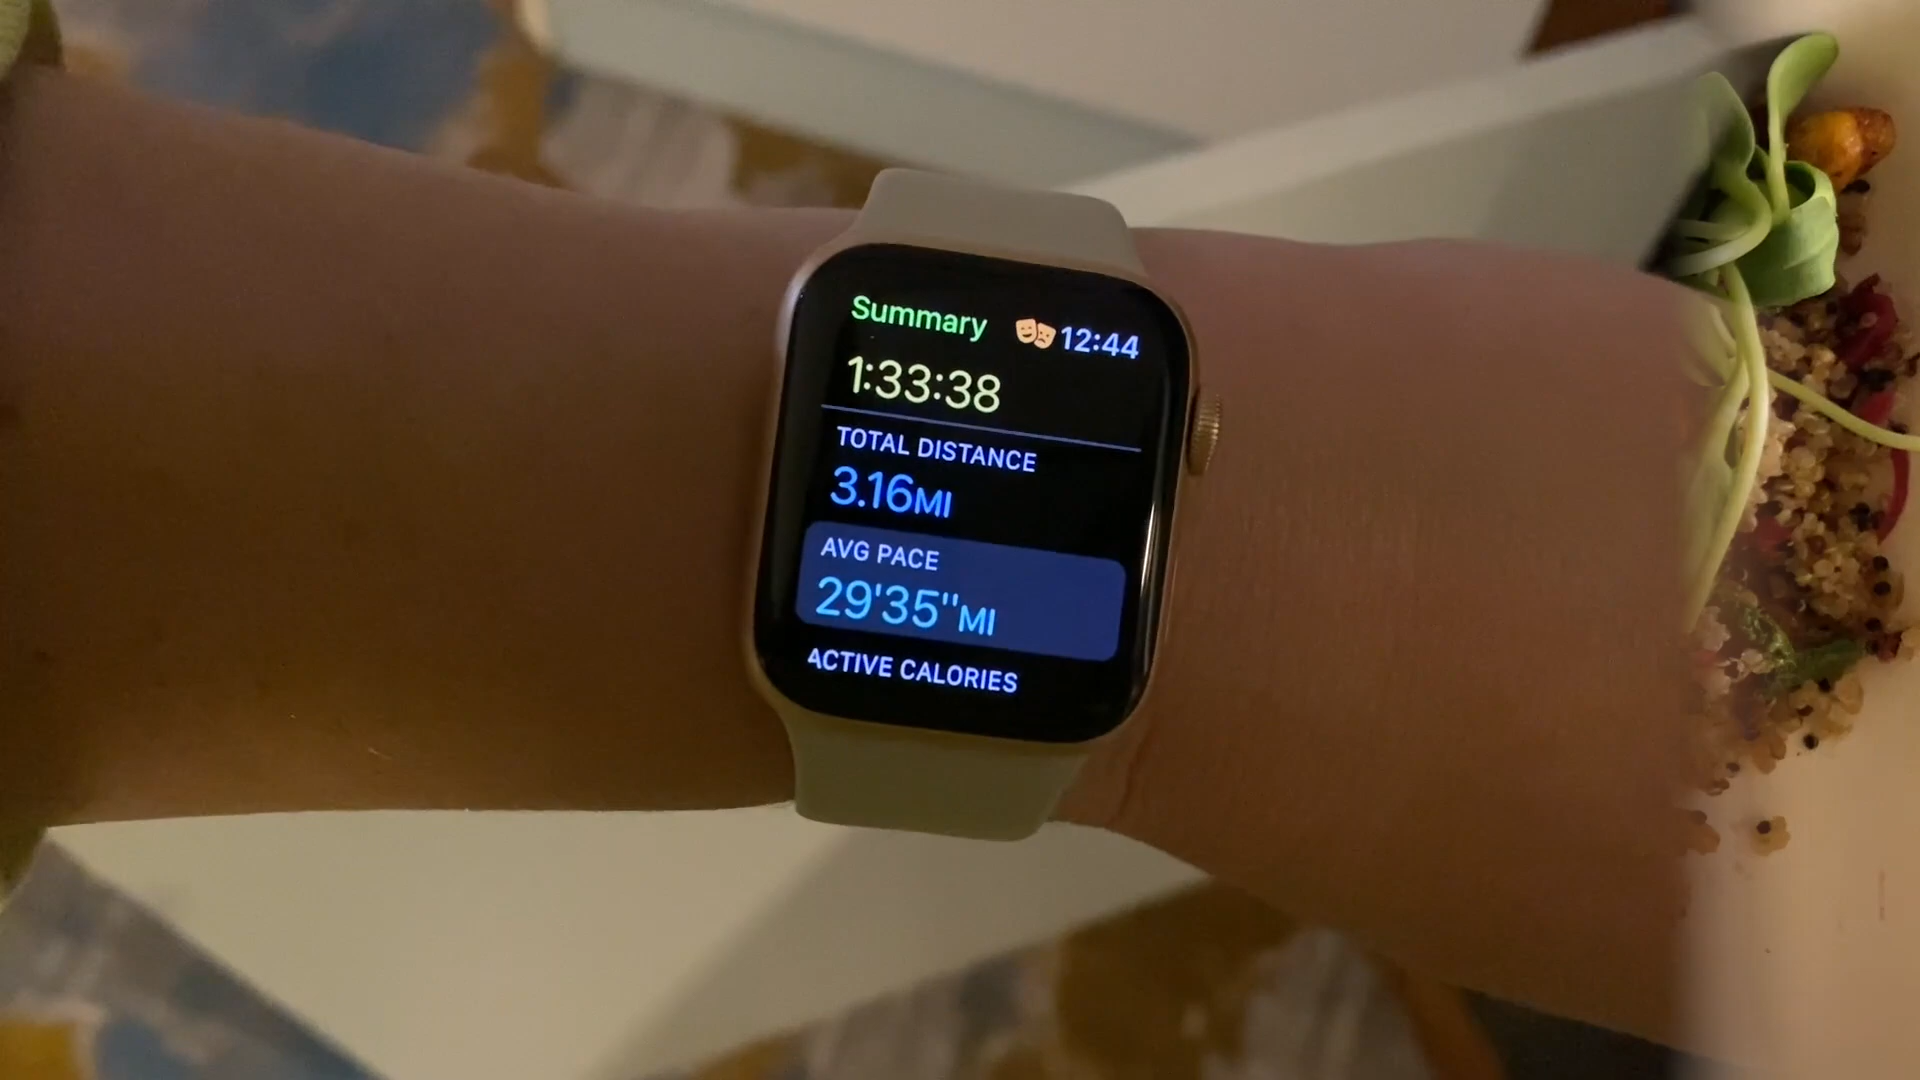 Summary 12:44
1:33:38
TOTAL DISTANCE
3.16MI
AVG PACE
29'35"MI
ACTIVE CALORIES